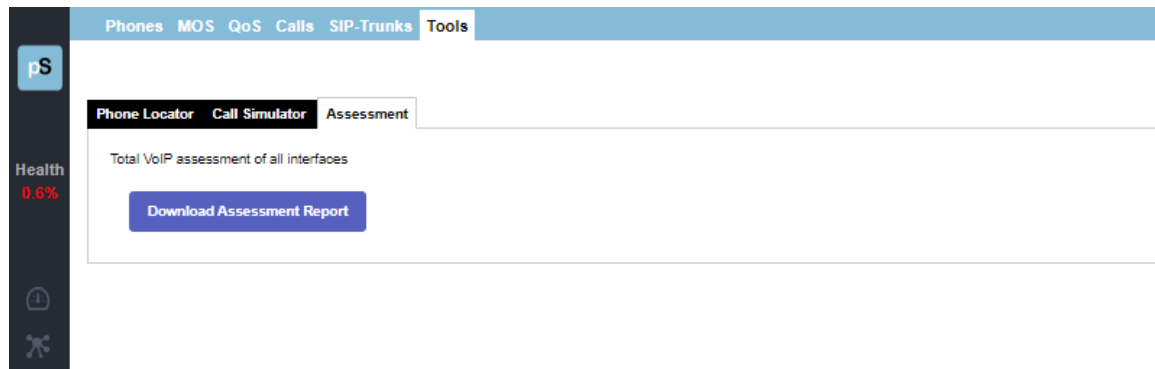 Phones MOS QoS Calls SIP-Trunks Tools
pS
Phone Locator Call Simulator Assessment
Total VoIP assessment of all interfaces
Health
0.6%
Download Assessment Report